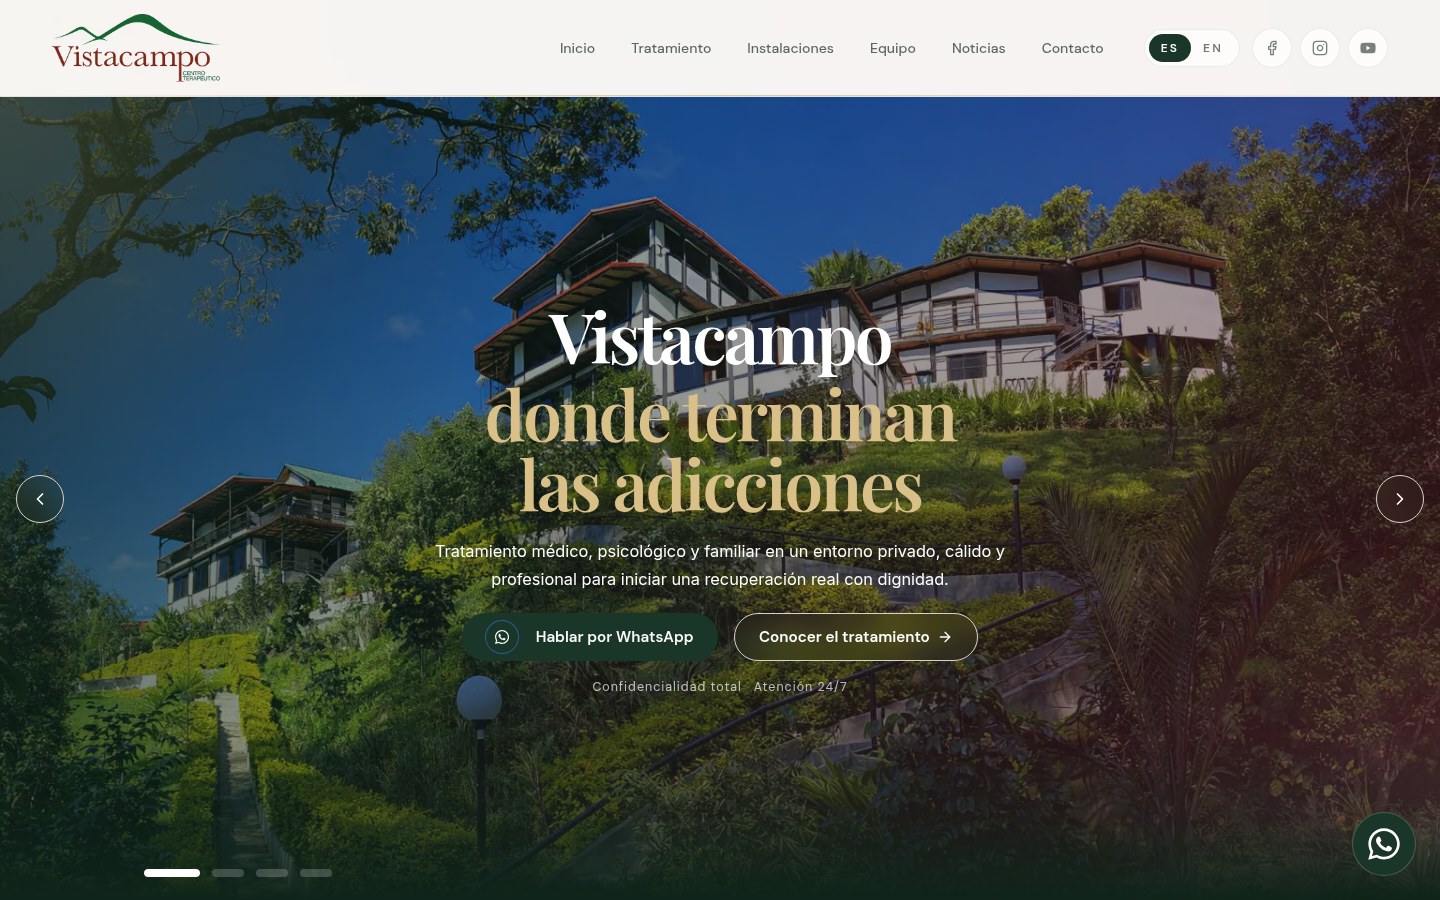 Vistacampo
CENTRO
TERAPEUTICO
Inicio
Tratamiento
Instalaciones
Equipo
Noticias
Contacto
ES
EN
Vistacampo
donde terminan
las adicciones
Tratamiento médico, psicológico y familiar en un entorno privado, cálido y
profesional para iniciar una recuperación real con dignidad.
Hablar por WhatsApp
Conocer el tratamiento →
Confidencialidad total · Atención 24/7